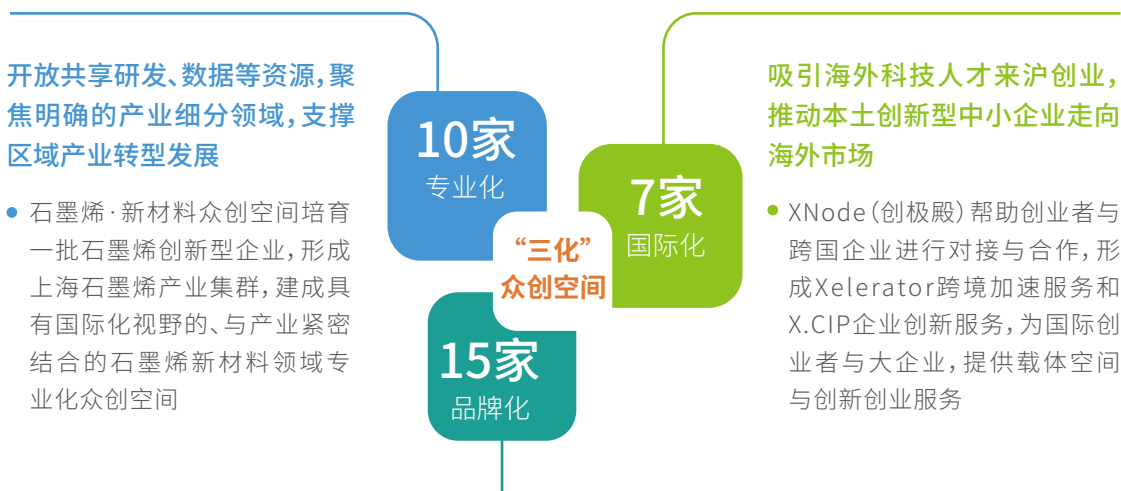 开放共享研发、数据等资源，聚
焦明确的产业细分领域，支撑
区域产业转型发展
● 石墨烯·新材料众创空间培育
一批石墨烯创新型企业，形成
上海石墨烯产业集群，建成具
有国际化视野的、与产业紧密
结合的石墨烯新材料领域专
业化众创空间
10家
专业化
7家
国际化
“三化”
众创空间
15家
品牌化
吸引海外科技人才来沪创业，
推动本土创新型中小企业走向
海外市场
● XNode（创极殿）帮助创业者与
跨国企业进行对接与合作，形
成Xelerator跨境加速服务和
X.CIP企业创新服务，为国际创
业者与大企业，提供载体空间
与创新创业服务